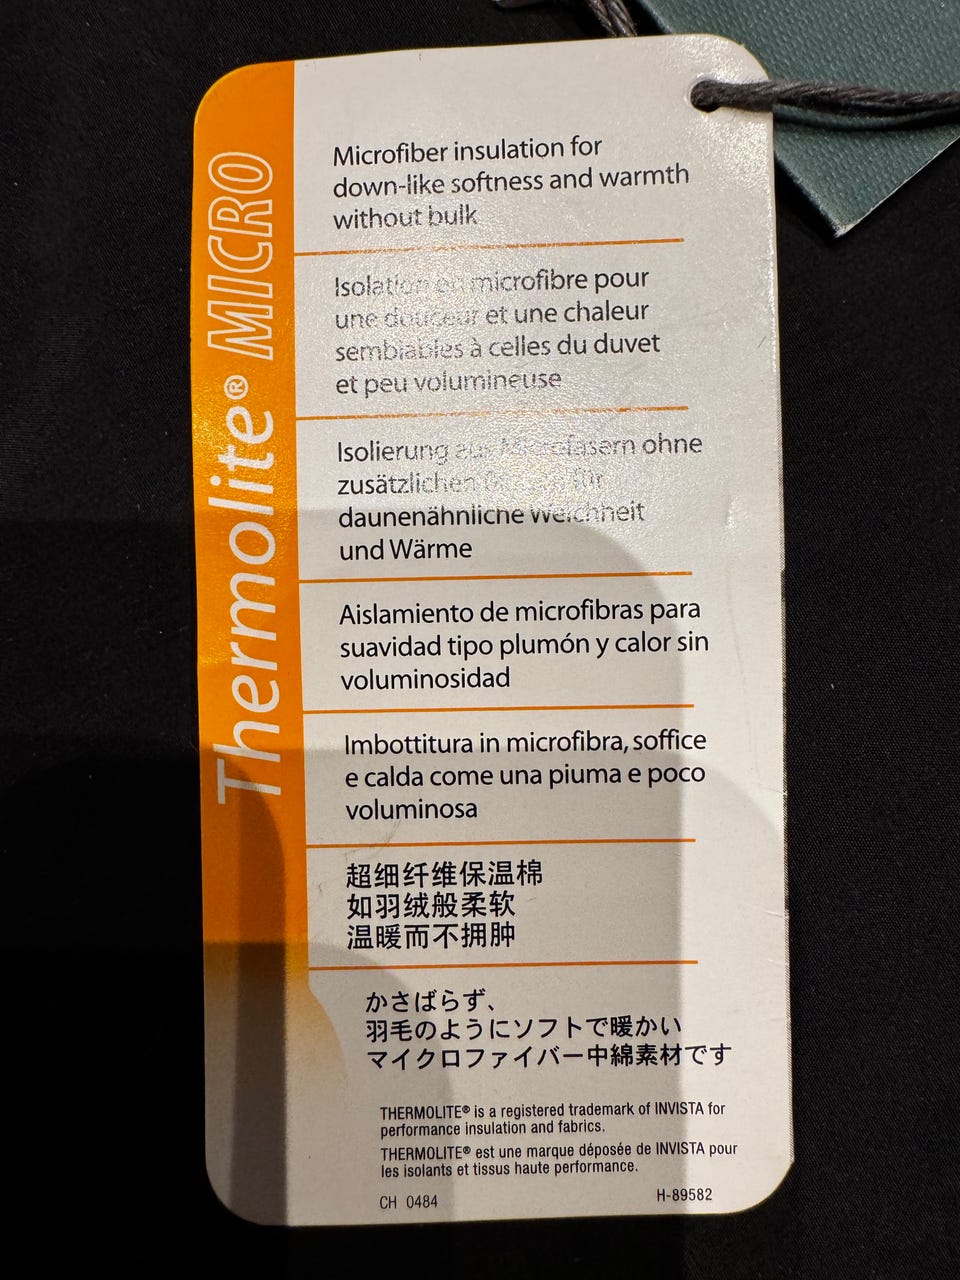 Thermolite® MICRO
Microfiber insulation for
down-like softness and warmth
without bulk
Isolation en microfibre pour
une douceur et une chaleur
semblables à celles du duvet
et peu volumineuse
Isolierung aus Microfasern ohne
zusätzlichen für
daunenähnliche Weichheit
und Wärme
Aislamiento de microfibras para
suavidad tipo plumón y calor sin
voluminosidad
Imbottitura in microfibra, soffice
e calda come una piuma e poco
voluminosa
超细纤维保温棉
如羽绒般柔软
温暖而不拥肿
かさばらず、
羽毛のようにソフトで暖かい
マイクロファイバー中綿素材です
THERMOLITE® is a registered trademark of INVISTA for
performance insulation and fabrics.
THERMOLITE® est une marque déposée de INVISTA pour
les isolants et tissus haute performance.
CH 0484
H-89582